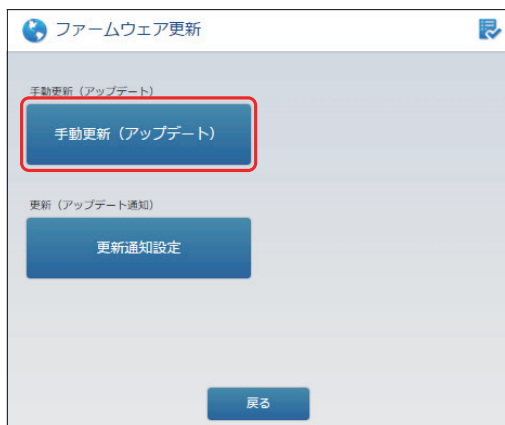 ファームウェア更新
手動更新（アップデート）
手動更新（アップデート）
更新（アップデート通知）
更新通知設定
戻る